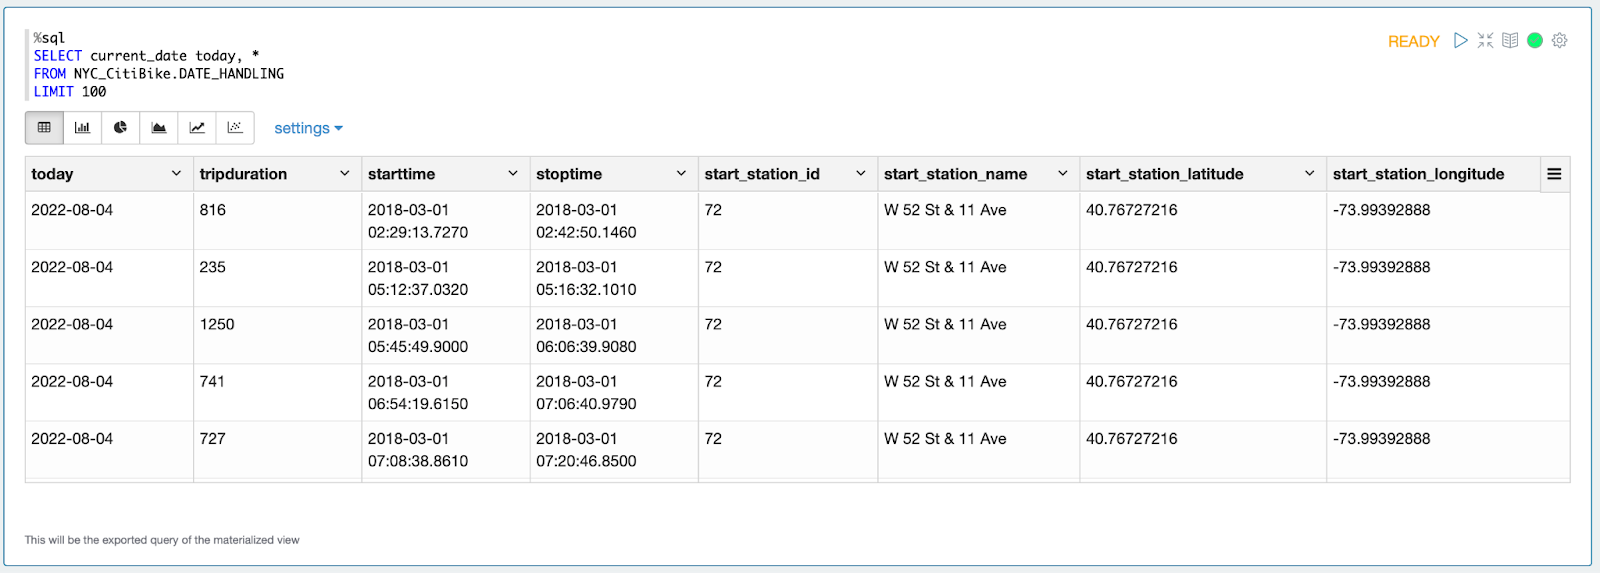 %sql
READY
SELECT current_date today, *
FROM NYC_CitiBike.DATE_HANDLING
LIMIT 100
settings
today tripduration starttime stoptime start_station_id start_station_name start_station_latitude start_station_longitude
2022-08-04 816 2018-03-01 2018-03-01 72 W 52 St & 11 Ave 40.76727216 -73.99392888
02:29:13.7270 02:42:50.1460
2022-08-04 235 2018-03-01 2018-03-01 72 W 52 St & 11 Ave 40.76727216 -73.99392888
05:12:37.0320 05:16:32.1010
2022-08-04 1250 2018-03-01 2018-03-01 72 W 52 St & 11 Ave 40.76727216 -73.99392888
05:45:49.9000 06:06:39.9080
2022-08-04 741 2018-03-01 2018-03-01 72 W 52 St & 11 Ave 40.76727216 -73.99392888
06:54:19.6150 07:06:40.9790
2022-08-04 727 2018-03-01 2018-03-01 72 W 52 St & 11 Ave 40.76727216 -73.99392888
07:08:38.8610 07:20:46.8500
This will be the exported query of the materialized view